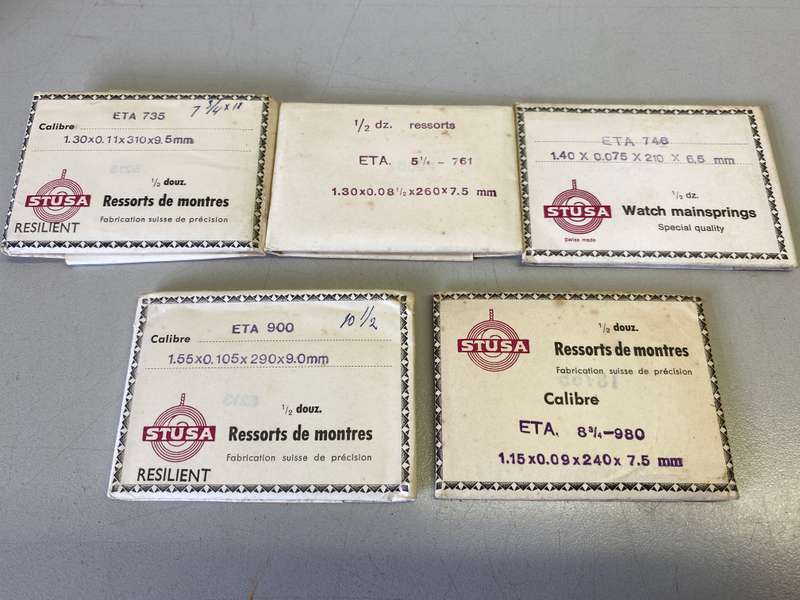 ETA 735
7 3/4 x 18
Calibre
1.30x0.11x310x9.5mm
1/2 douz.
STUSA
Ressorts de montres
RESILIENT
Fabrication suisse de précision
1/2 dz. ressorts
ETA. 5 1/4 - 761
1.30x0.08 1/2 x260x7.5 mm
ETA 746
1.40 X 0.075 X 210 X 6.5 mm
1/2 dz.
STUSA
Watch mainsprings
Special quality
Swiss made
ETA 900
10 1/2
Calibre
1.55x0.105x290x9.0mm
1/2 douz.
STUSA
Ressorts de montres
Fabrication suisse de précision
RESILIENT
1/2 douz.
STUSA
Ressorts de montres
Fabrication suisse de précision
Calibre
ETA. 8 3/4-980
1.15x0.09x240x 7.5 mm